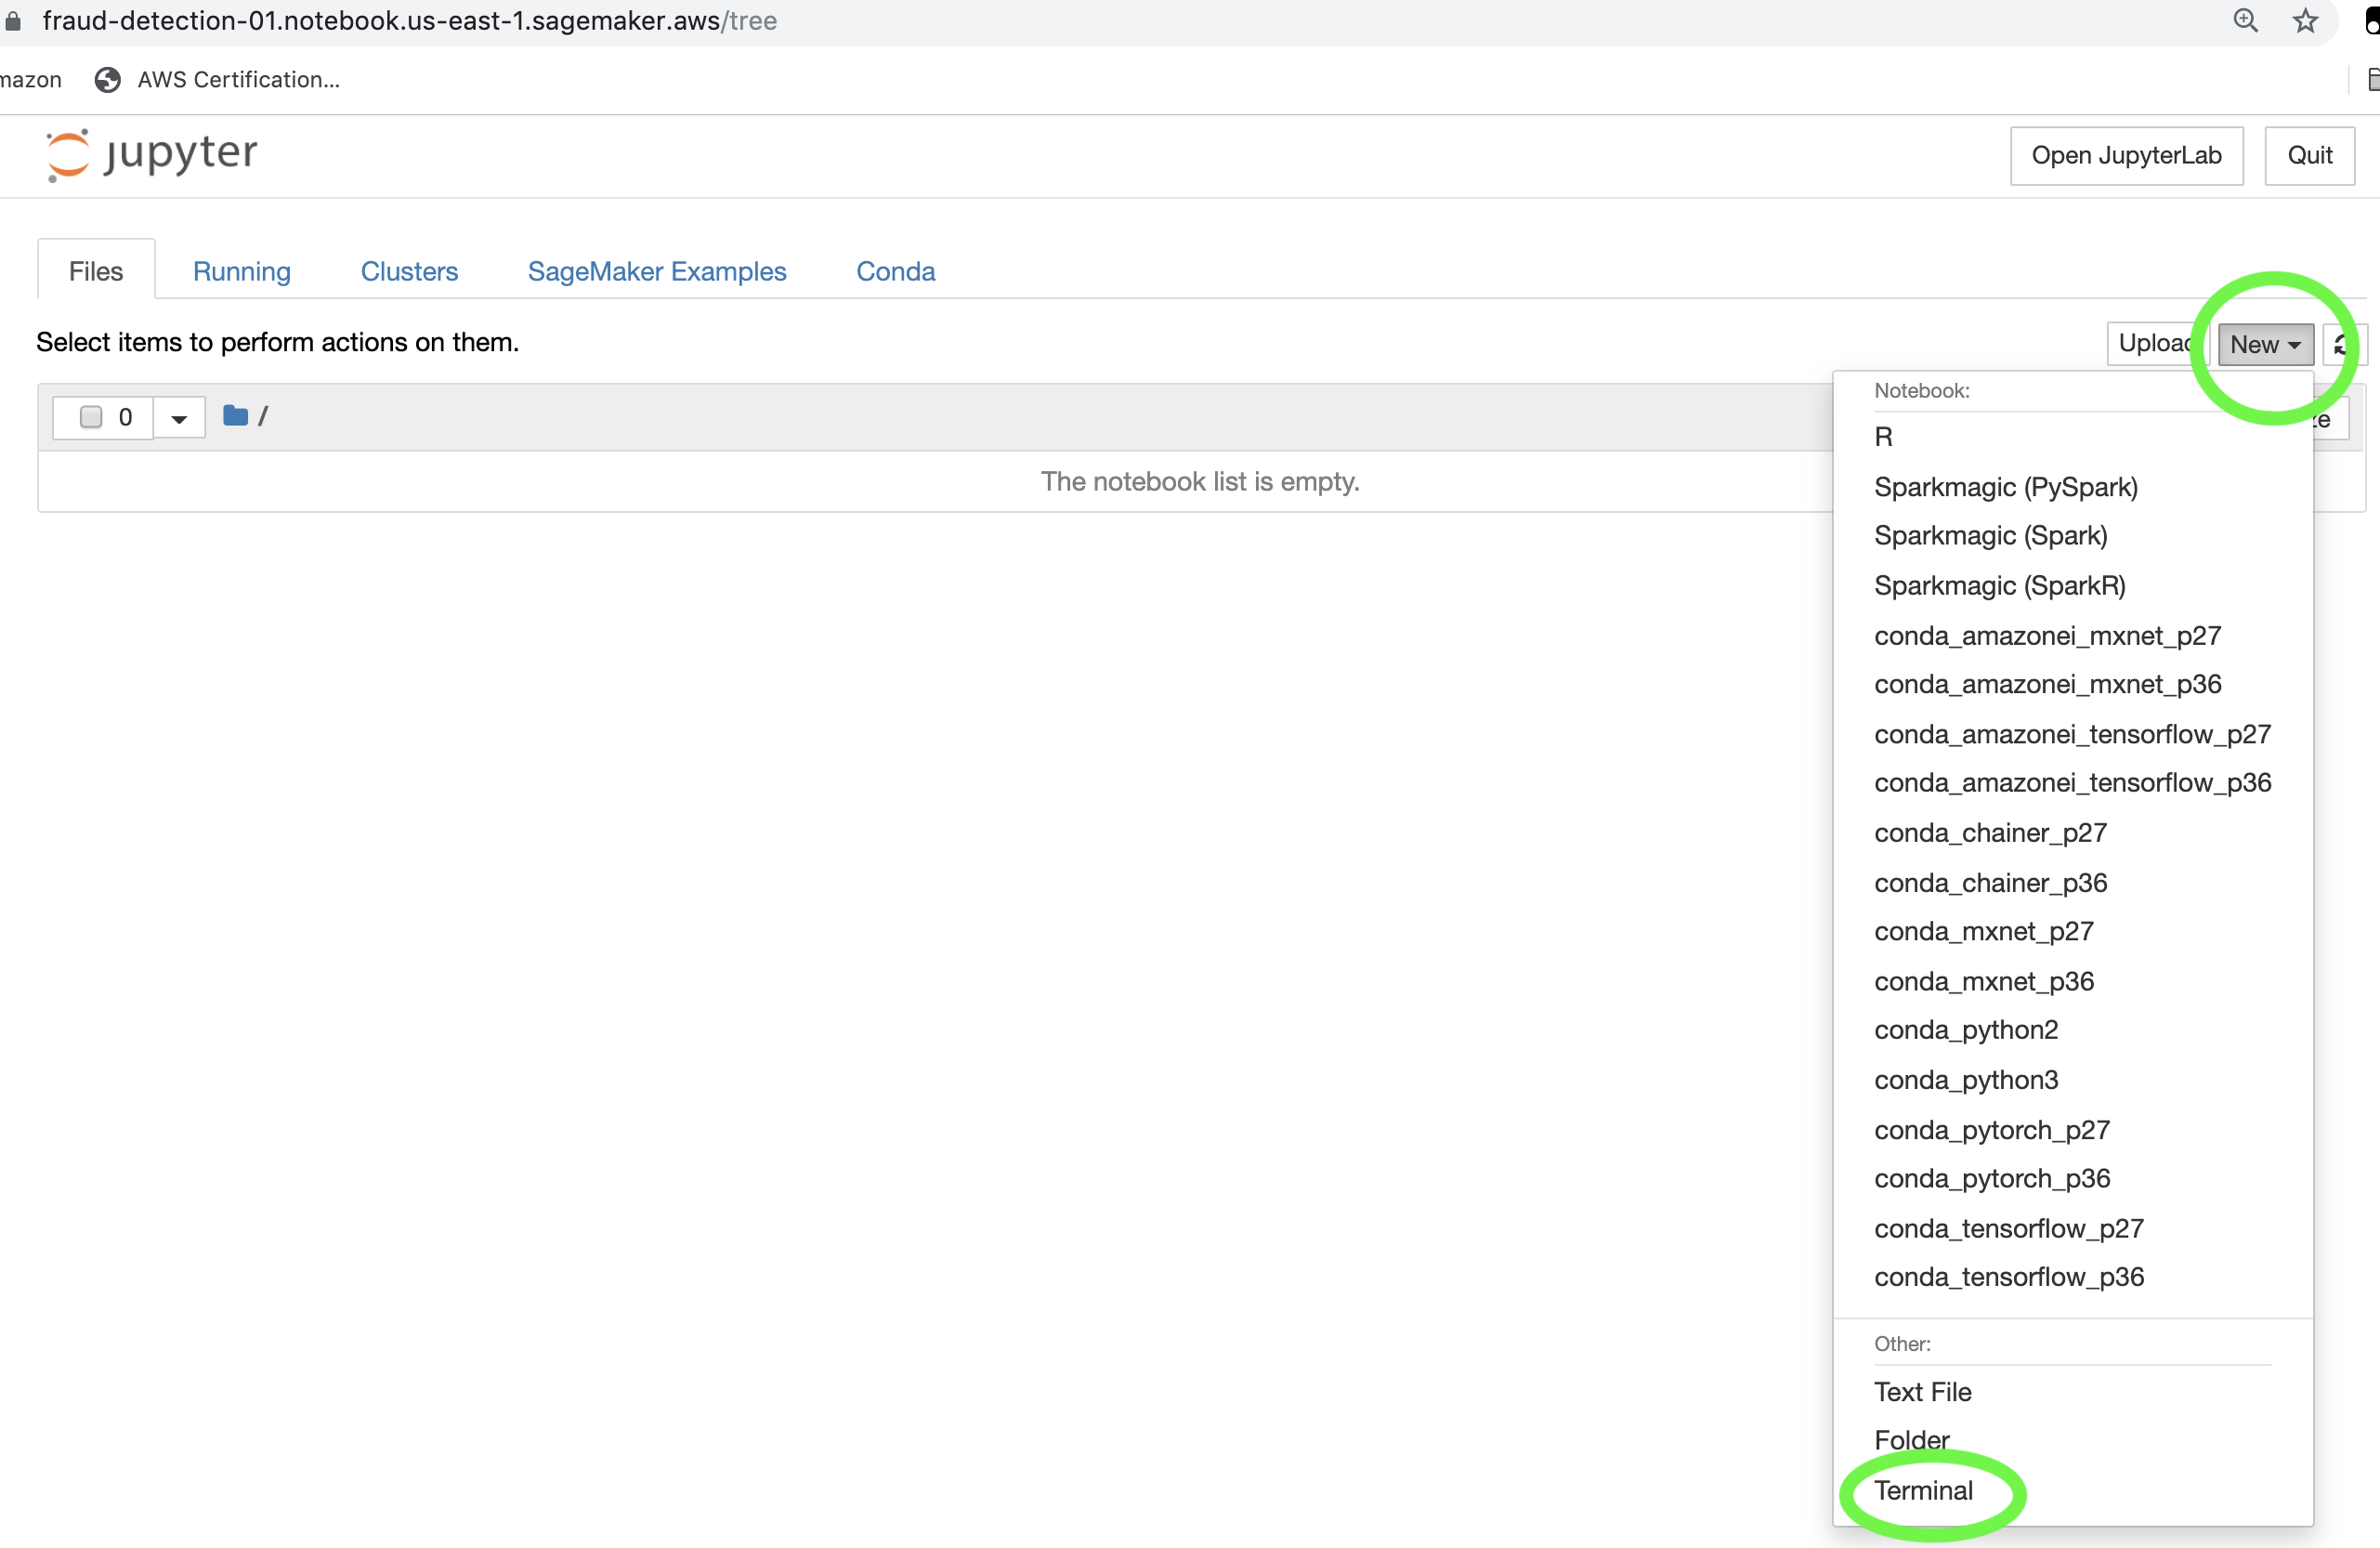 fraud-detection-01.notebook.us-east-1.sagemaker.aws/tree
AWS Certification...
jupyter
Open JupyterLab Quit
Files Running Clusters SageMaker Examples Conda
Select items to perform actions on them.
New
0 /
Notebook:
The notebook list is empty.
R
Sparkmagic (PySpark)
Sparkmagic (Spark)
Sparkmagic (SparkR)
conda_amazonei_mxnet_p27
conda_amazonei_mxnet_p36
conda_amazonei_tensorflow_p27
conda_amazonei_tensorflow_p36
conda_chainer_p27
conda_chainer_p36
conda_mxnet_p27
conda_mxnet_p36
conda_python2
conda_python3
conda_pytorch_p27
conda_pytorch_p36
conda_tensorflow_p27
conda_tensorflow_p36
Other:
Text File
Folder
Terminal